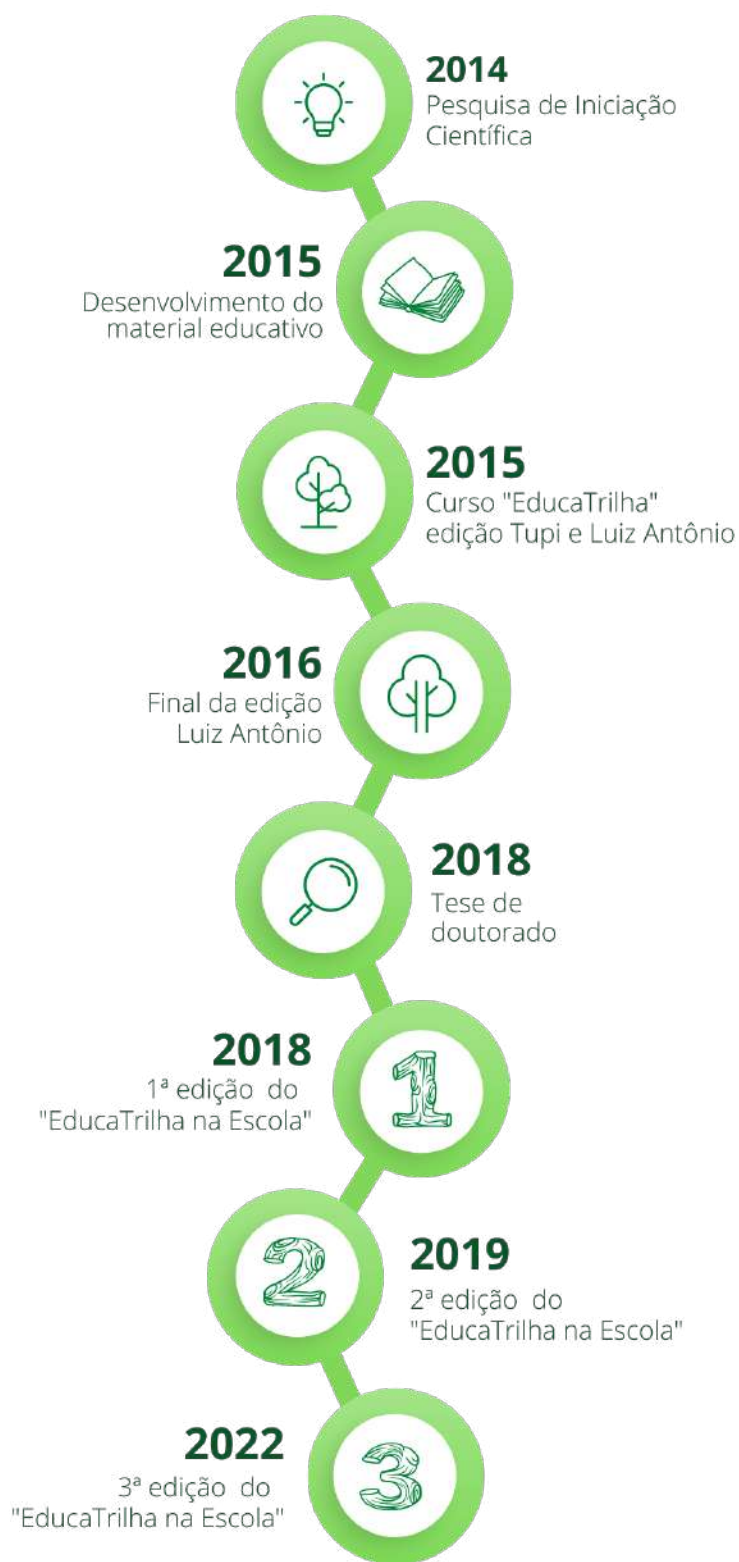 2014
Pesquisa de Iniciação
Científica
2015
Desenvolvimento do
material educativo
2015
Curso "EducaTrilha"
edição Tupi e Luiz Antônio
2016
Final da edição
Luiz Antônio
2018
Tese de
doutorado
2018
1ª edição do
"EducaTrilha na Escola"
1
2019
2ª edição do
"EducaTrilha na Escola"
2
2022
3ª edição do
"EducaTrilha na Escola"
3